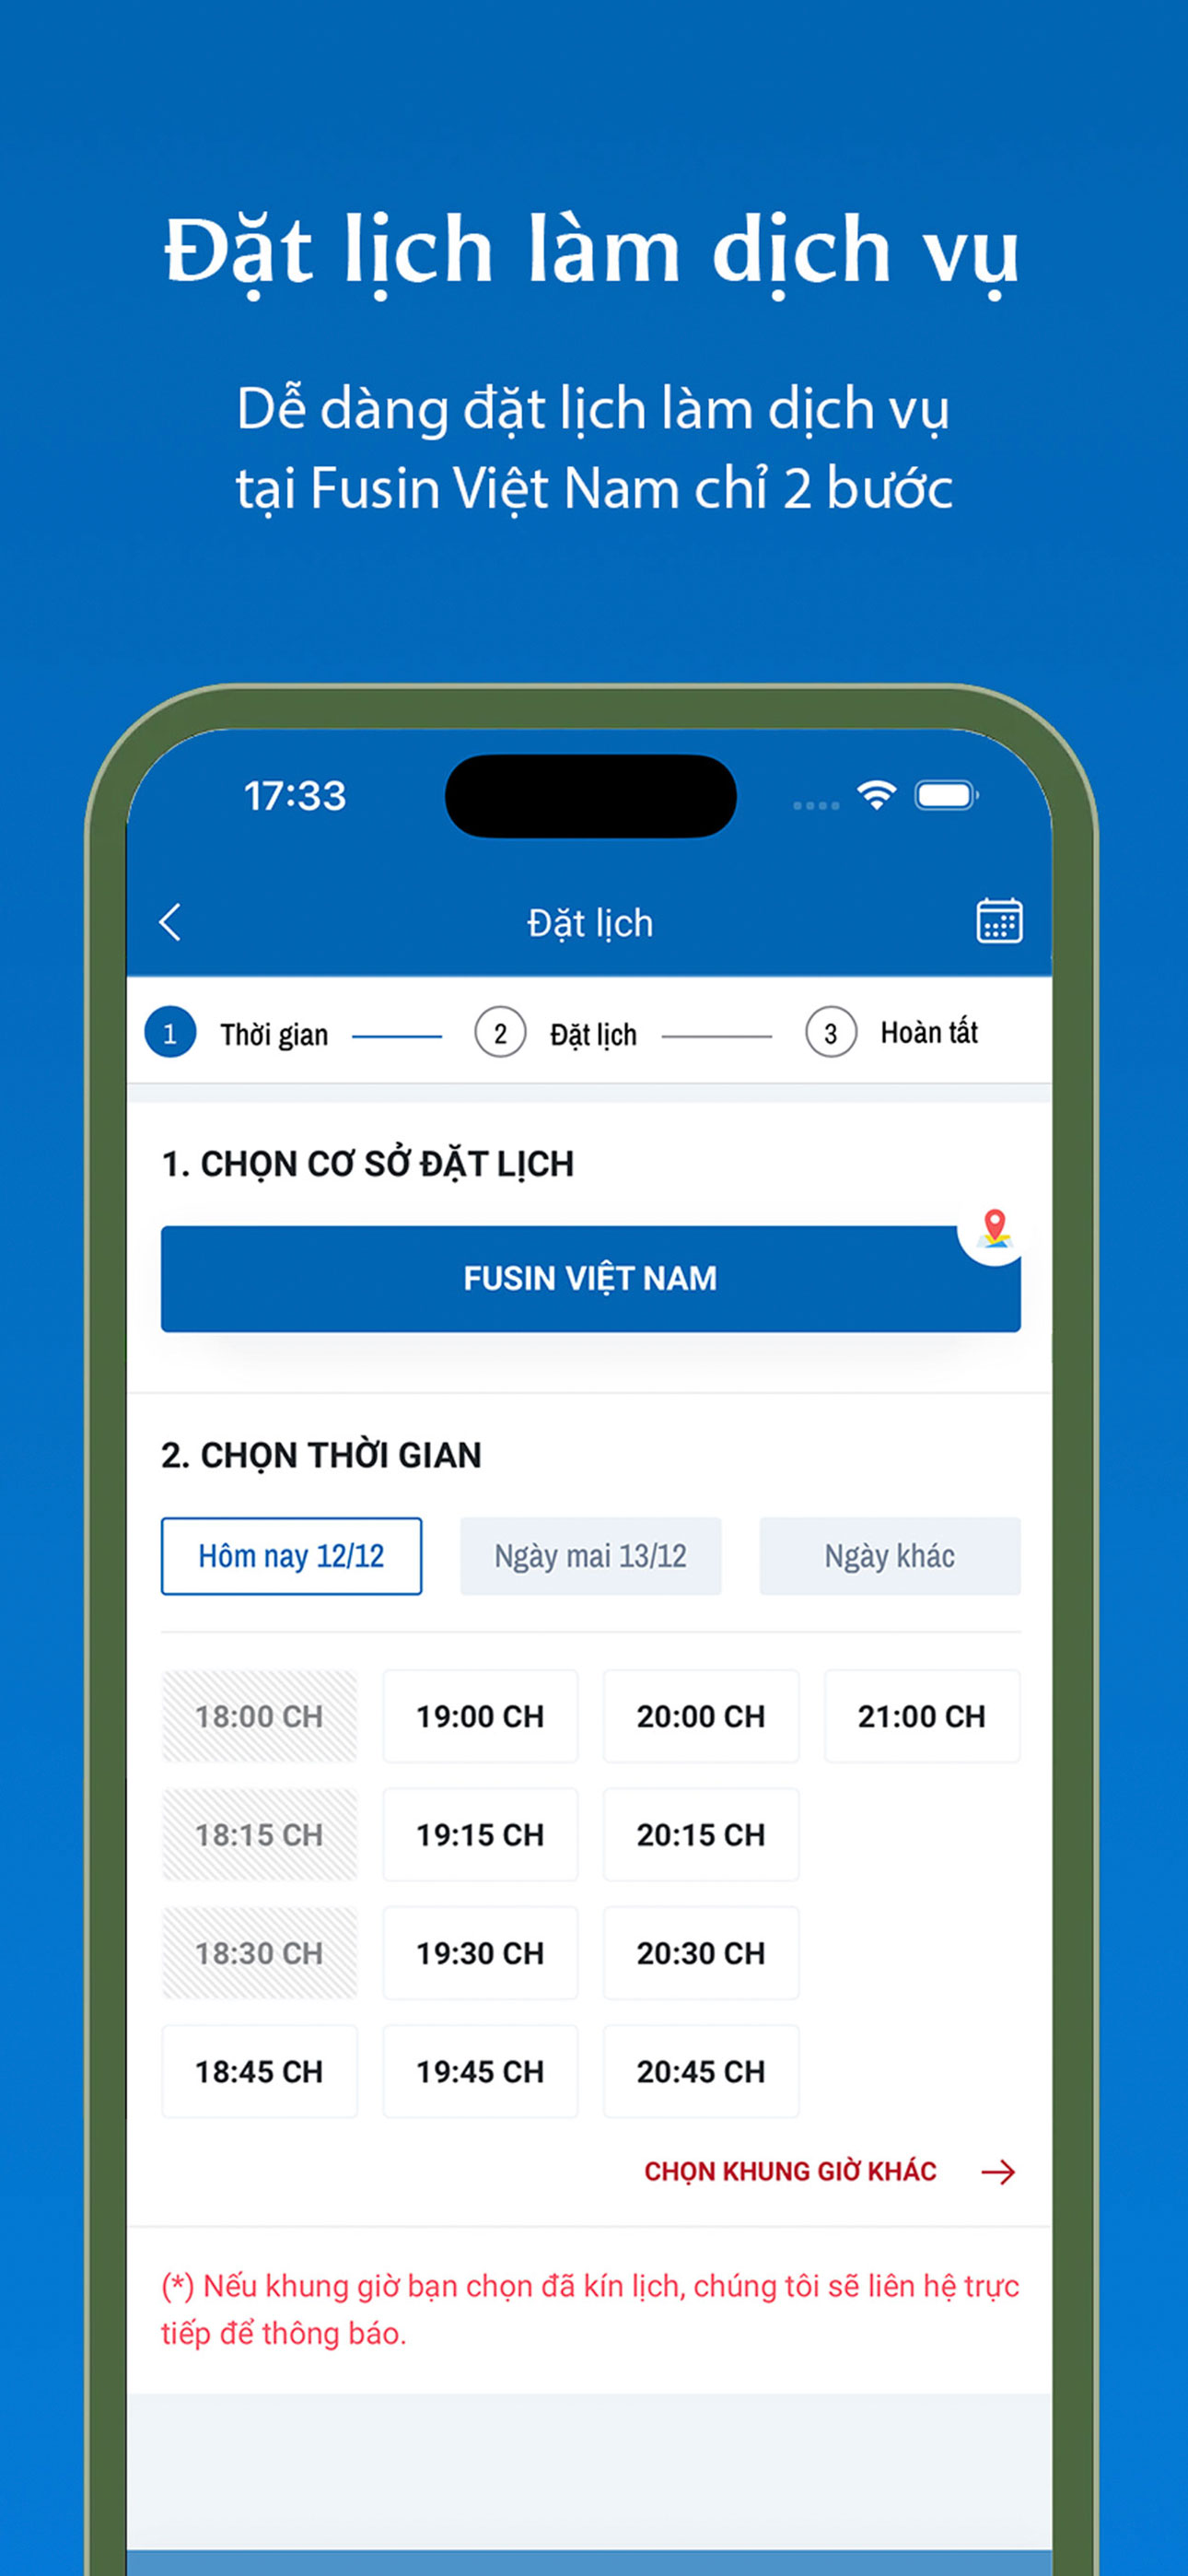 Đặt lịch làm dịch vụ
Dễ dàng đặt lịch làm dịch vụ
tại Fusin Việt Nam chỉ 2 bước
17:33
Đặt lịch
1 Thời gian 2 Đặt lịch 3 Hoàn tất
1. CHỌN CƠ SỞ ĐẶT LỊCH
FUSIN VIỆT NAM
2. CHỌN THỜI GIAN
Hôm nay 12/12 Ngày mai 13/12 Ngày khác
18:00 CH 19:00 CH 20:00 CH 21:00 CH
18:15 CH 19:15 CH 20:15 CH
18:30 CH 19:30 CH 20:30 CH
18:45 CH 19:45 CH 20:45 CH
CHỌN KHUNG GIỜ KHÁC
(*) Nếu khung giờ bạn chọn đã kín lịch, chúng tôi sẽ liên hệ trực
tiếp để thông báo.